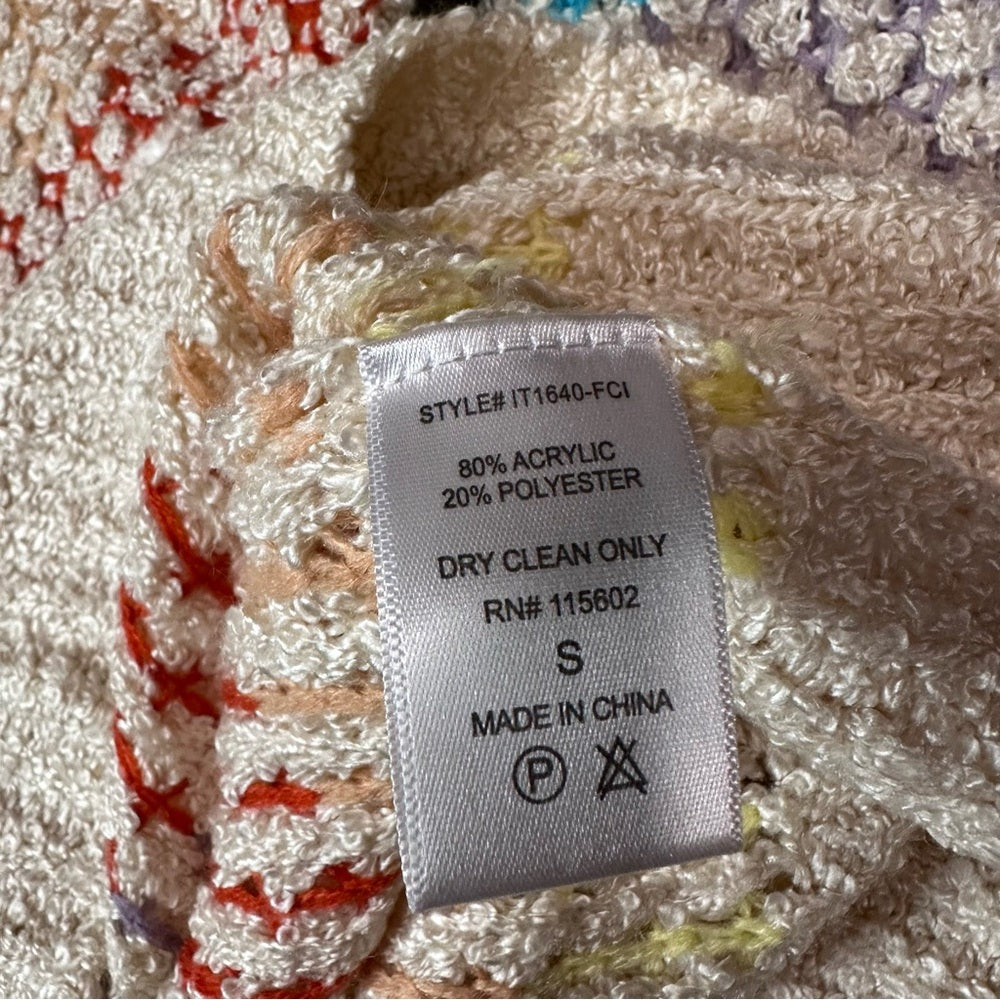 STYLE# IT1640-FCI
80% ACRYLIC
20% POLYESTER
DRY CLEAN ONLY
RN# 115602
S
MADE IN CHINA
P